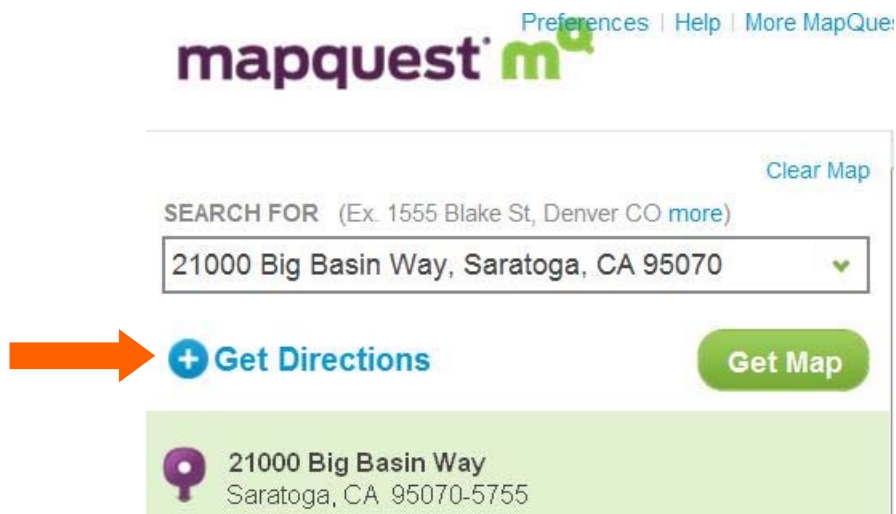 Preferences | Help | More MapQues
mapquest m
Clear Map
SEARCH FOR (Ex. 1555 Blake St, Denver CO more)
21000 Big Basin Way, Saratoga, CA 95070
Get Directions
Get Map
21000 Big Basin Way
Saratoga, CA 95070-5755